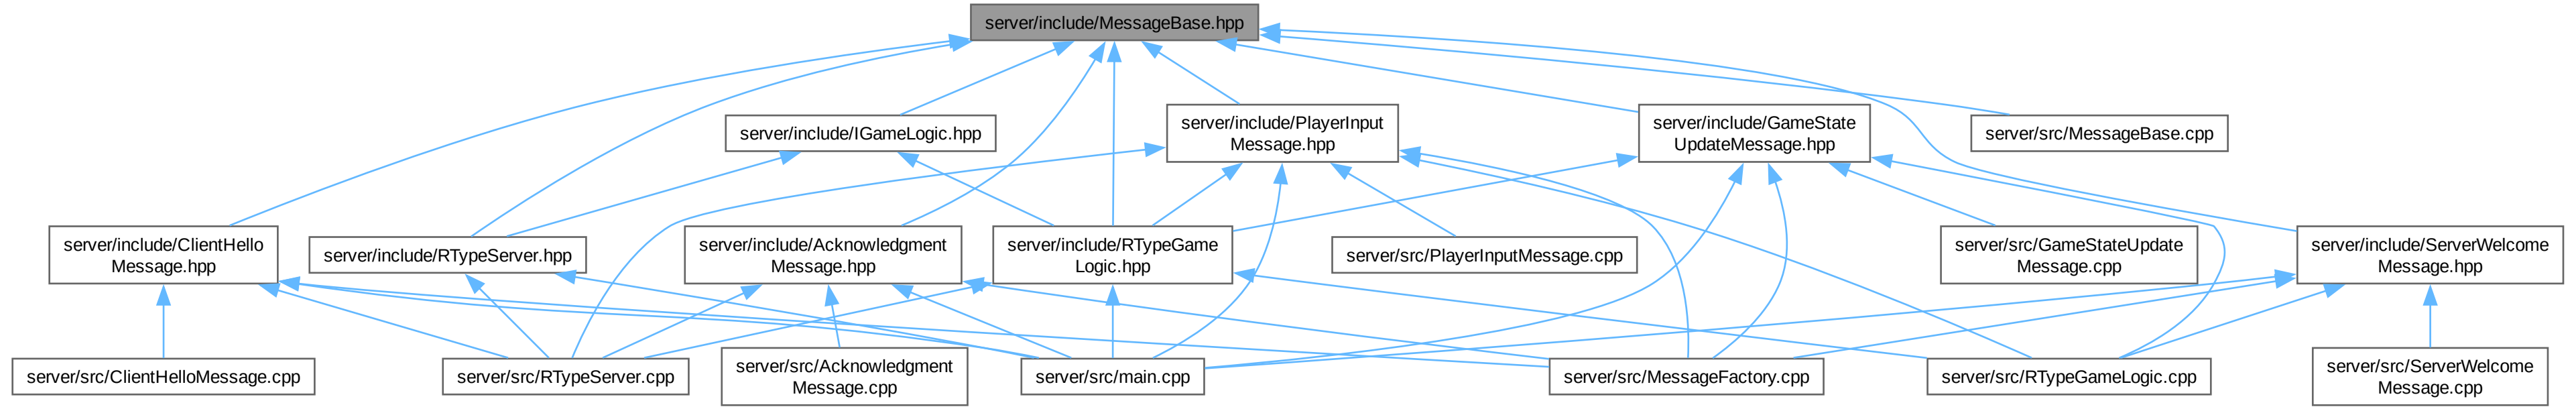 server/include/MessageBase.hpp
server/include/IGameLogic.hpp
server/include/PlayerInput
Message.hpp
server/include/GameState
UpdateMessage.hpp
server/src/MessageBase.cpp
server/include/ClientHello
Message.hpp
server/include/RTypeServer.hpp
server/include/Acknowledgment
Message.hpp
server/include/RTypeGame
Logic.hpp
server/src/PlayerInputMessage.cpp
server/src/GameStateUpdate
Message.cpp
server/include/ServerWelcome
Message.hpp
server/src/ClientHelloMessage.cpp
server/src/RTypeServer.cpp
server/src/Acknowledgment
Message.cpp
server/src/main.cpp
server/src/MessageFactory.cpp
server/src/RTypeGameLogic.cpp
server/src/ServerWelcome
Message.cpp